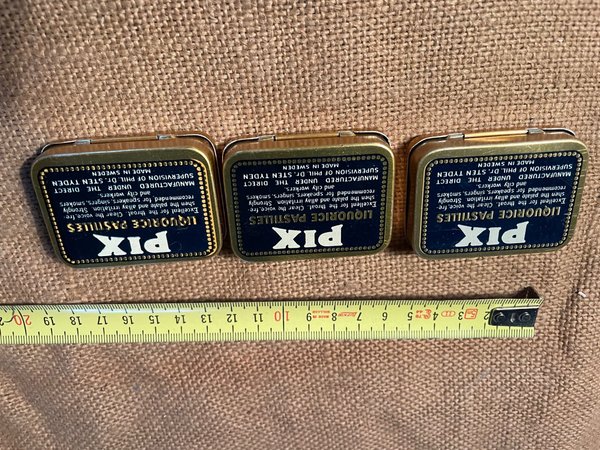 2 3 4 5 6 7 8 9 10 11 12 13 14 15 16 17 18 19 20
PIX
LIQUORICE PASTILLES
Excellent for the throat. Clear the voice, fre-
shen the palate and allay irritation. Strongly
recommended for speakers, singers, smokers
and city workers.
MANUFACTURED UNDER THE DIRECT
SUPERVISION OF PHIL. DR. STEN TYDEN
MADE IN SWEDEN
PIX
LIQUORICE PASTILLES
Excellent for the throat. Clear the voice, fre-
shen the palate and allay irritation. Strongly
recommended for speakers, singers, smokers
and city workers.
MANUFACTURED UNDER THE DIRECT
SUPERVISION OF PHIL. DR. STEN TYDEN
MADE IN SWEDEN
PIX
LIQUORICE PASTILLES
Excellent for the throat. Clear the voice, fre-
shen the palate and allay irritation. Strongly
recommended for speakers, singers, smokers
and city workers.
MANUFACTURED UNDER THE DIRECT
SUPERVISION OF PHIL. DR. STEN TYDEN
MADE IN SWEDEN